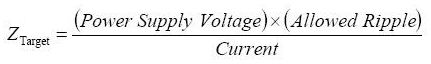 Z_Target = (Power Supply Voltage)×(Allowed Ripple) / Current